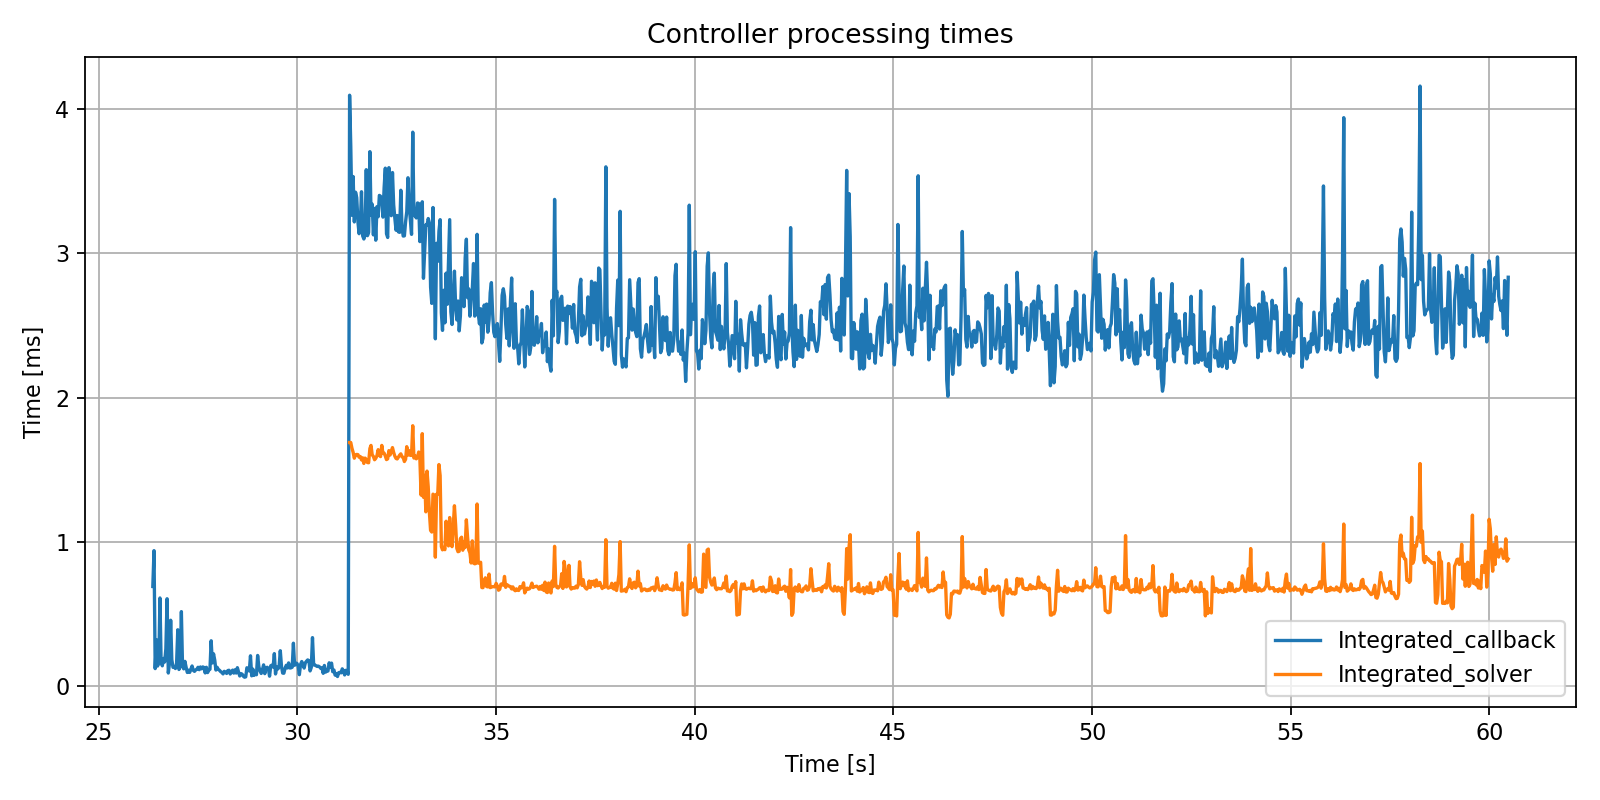 Controller processing times
Time [ms]
4
3
2
1
0
25 30 35 40 45 50 55 60
Time [s]
Integrated_callback
Integrated_solver